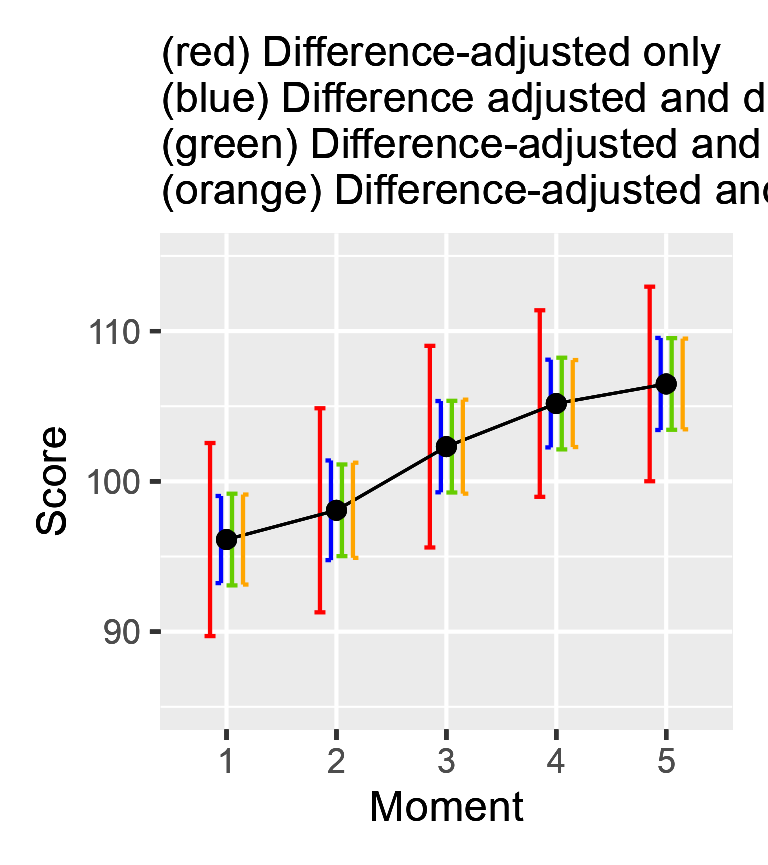 (red) Difference-adjusted only
(blue) Difference adjusted and d
(green) Difference-adjusted and
(orange) Difference-adjusted and
110
100
90
Score
1 2 3 4 5
Moment